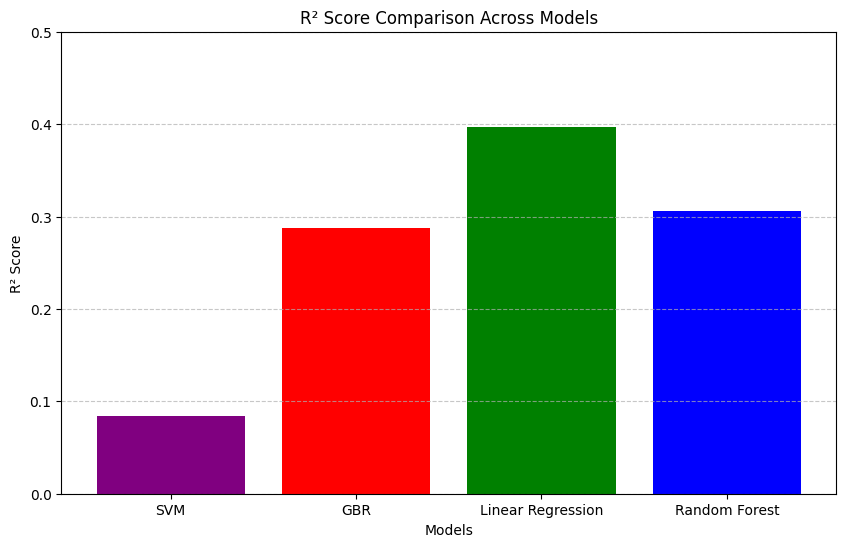 R² Score Comparison Across Models
R² Score
0.5
0.4
0.3
0.2
0.1
0.0
SVM
GBR
Linear Regression
Random Forest
Models